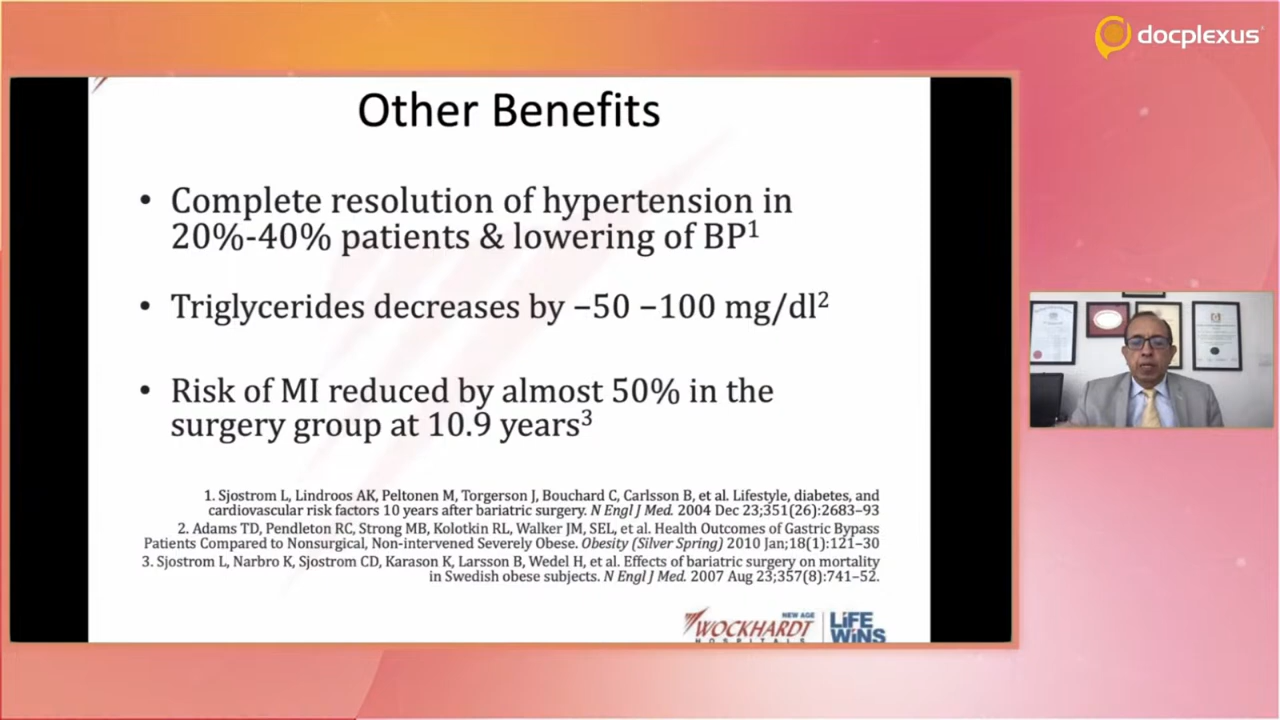 docplexus
Other Benefits
• Complete resolution of hypertension in
20%-40% patients & lowering of BP¹
• Triglycerides decreases by −50 −100 mg/dl²
• Risk of MI reduced by almost 50% in the
surgery group at 10.9 years³
1. Sjostrom L, Lindroos AK, Peltonen M, Torgerson J, Bouchard C, Carlsson B, et al. Lifestyle, diabetes, and
cardiovascular risk factors 10 years after bariatric surgery. N Engl J Med. 2004 Dec 23;351(26):2683–93
2. Adams TD, Pendleton RC, Strong MB, Kolotkin RL, Walker JM, SEL, et al. Health Outcomes of Gastric Bypass
Patients Compared to Nonsurgical, Non-intervened Severely Obese. Obesity (Silver Spring) 2010 Jan;18(1):121–30
3. Sjostrom L, Narbro K, Sjostrom CD, Karason K, Larsson B, Wedel H, et al. Effects of bariatric surgery on mortality
in Swedish obese subjects. N Engl J Med. 2007 Aug 23;357(8):741–52.
NEW AGE
WOCKHARDT
HOSPITALS
LiFE
WiNS